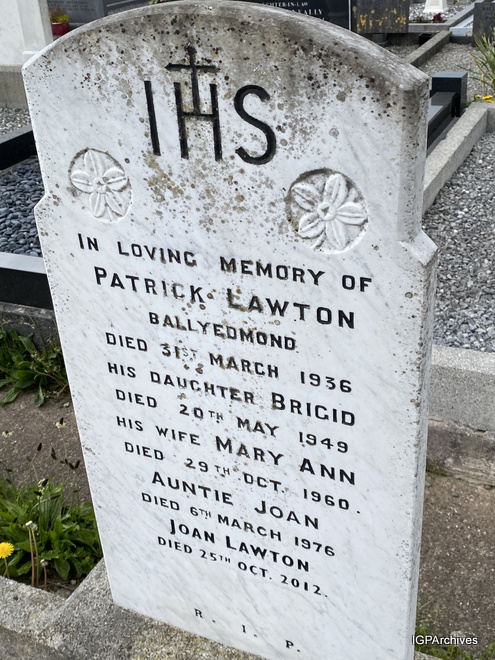 IHS
IN LOVING MEMORY OF
PATRICK LAWTON
BALLYEDMOND
DIED 31ST MARCH 1936
HIS DAUGHTER BRIGID
DIED 20TH MAY 1949
HIS WIFE MARY ANN
DIED 29TH OCT. 1960.
AUNTIE JOAN
DIED 6TH MARCH 1976
JOAN LAWTON
DIED 25TH OCT. 2012.
R. I. P.
IGPArchives